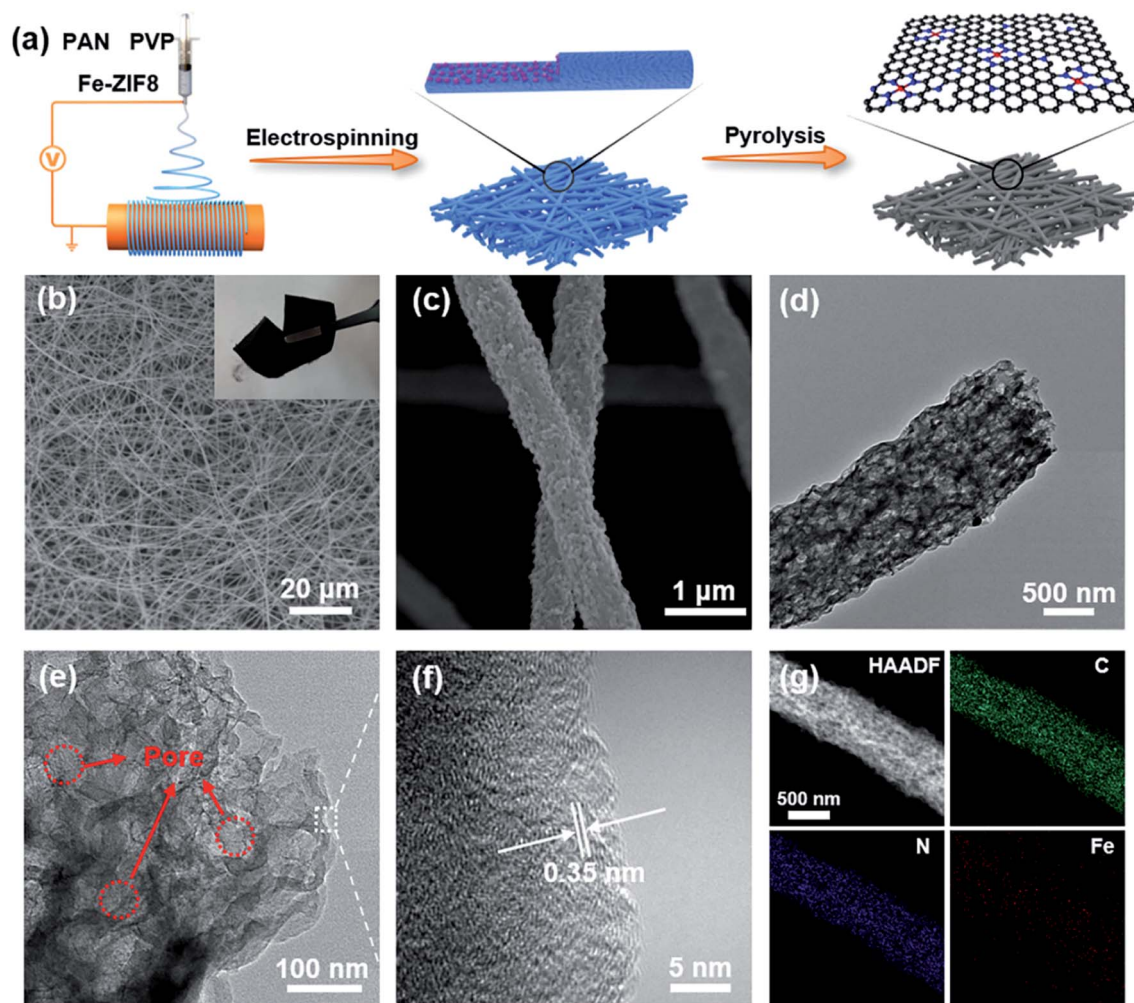 (a)
PAN PVP
Fe-ZIF8
V
Electrospinning
Pyrolysis
(b)
20 µm
(c)
1 µm
(d)
500 nm
(e)
Pore
100 nm
(f)
0.35 nm
5 nm
(g)
HAADF
500 nm
C
N
Fe